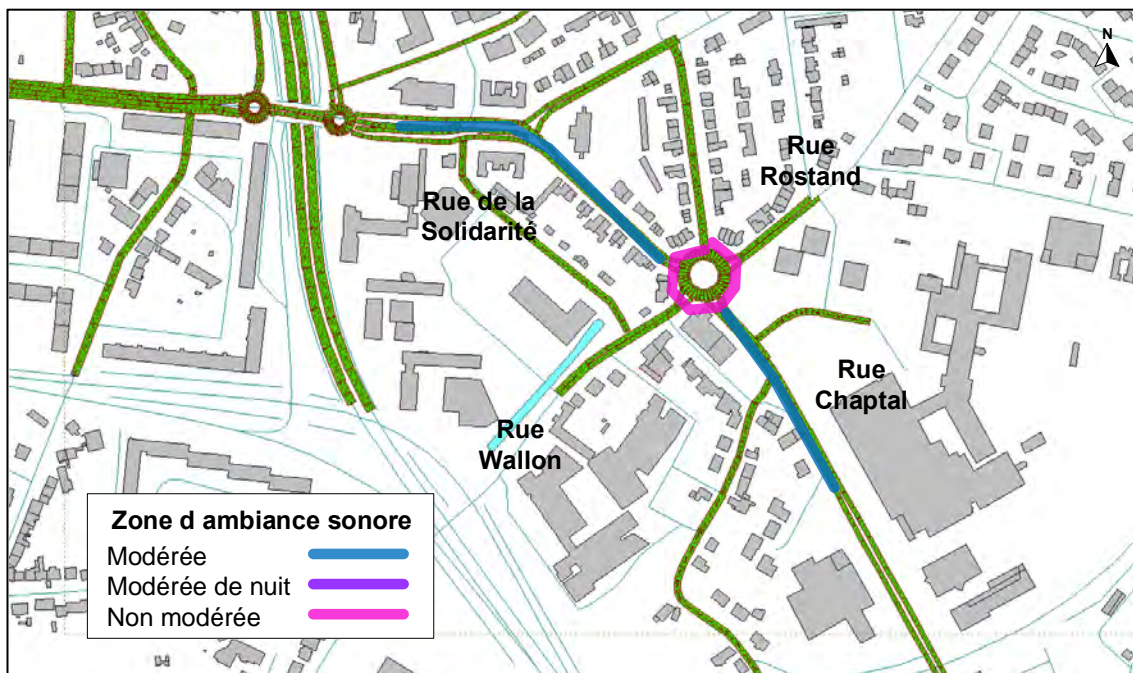 N
Rue
Rostand
Rue de la
Solidarité
Rue
Chaptal
Rue
Wallon
Zone d ambiance sonore
Modérée
Modérée de nuit
Non modérée